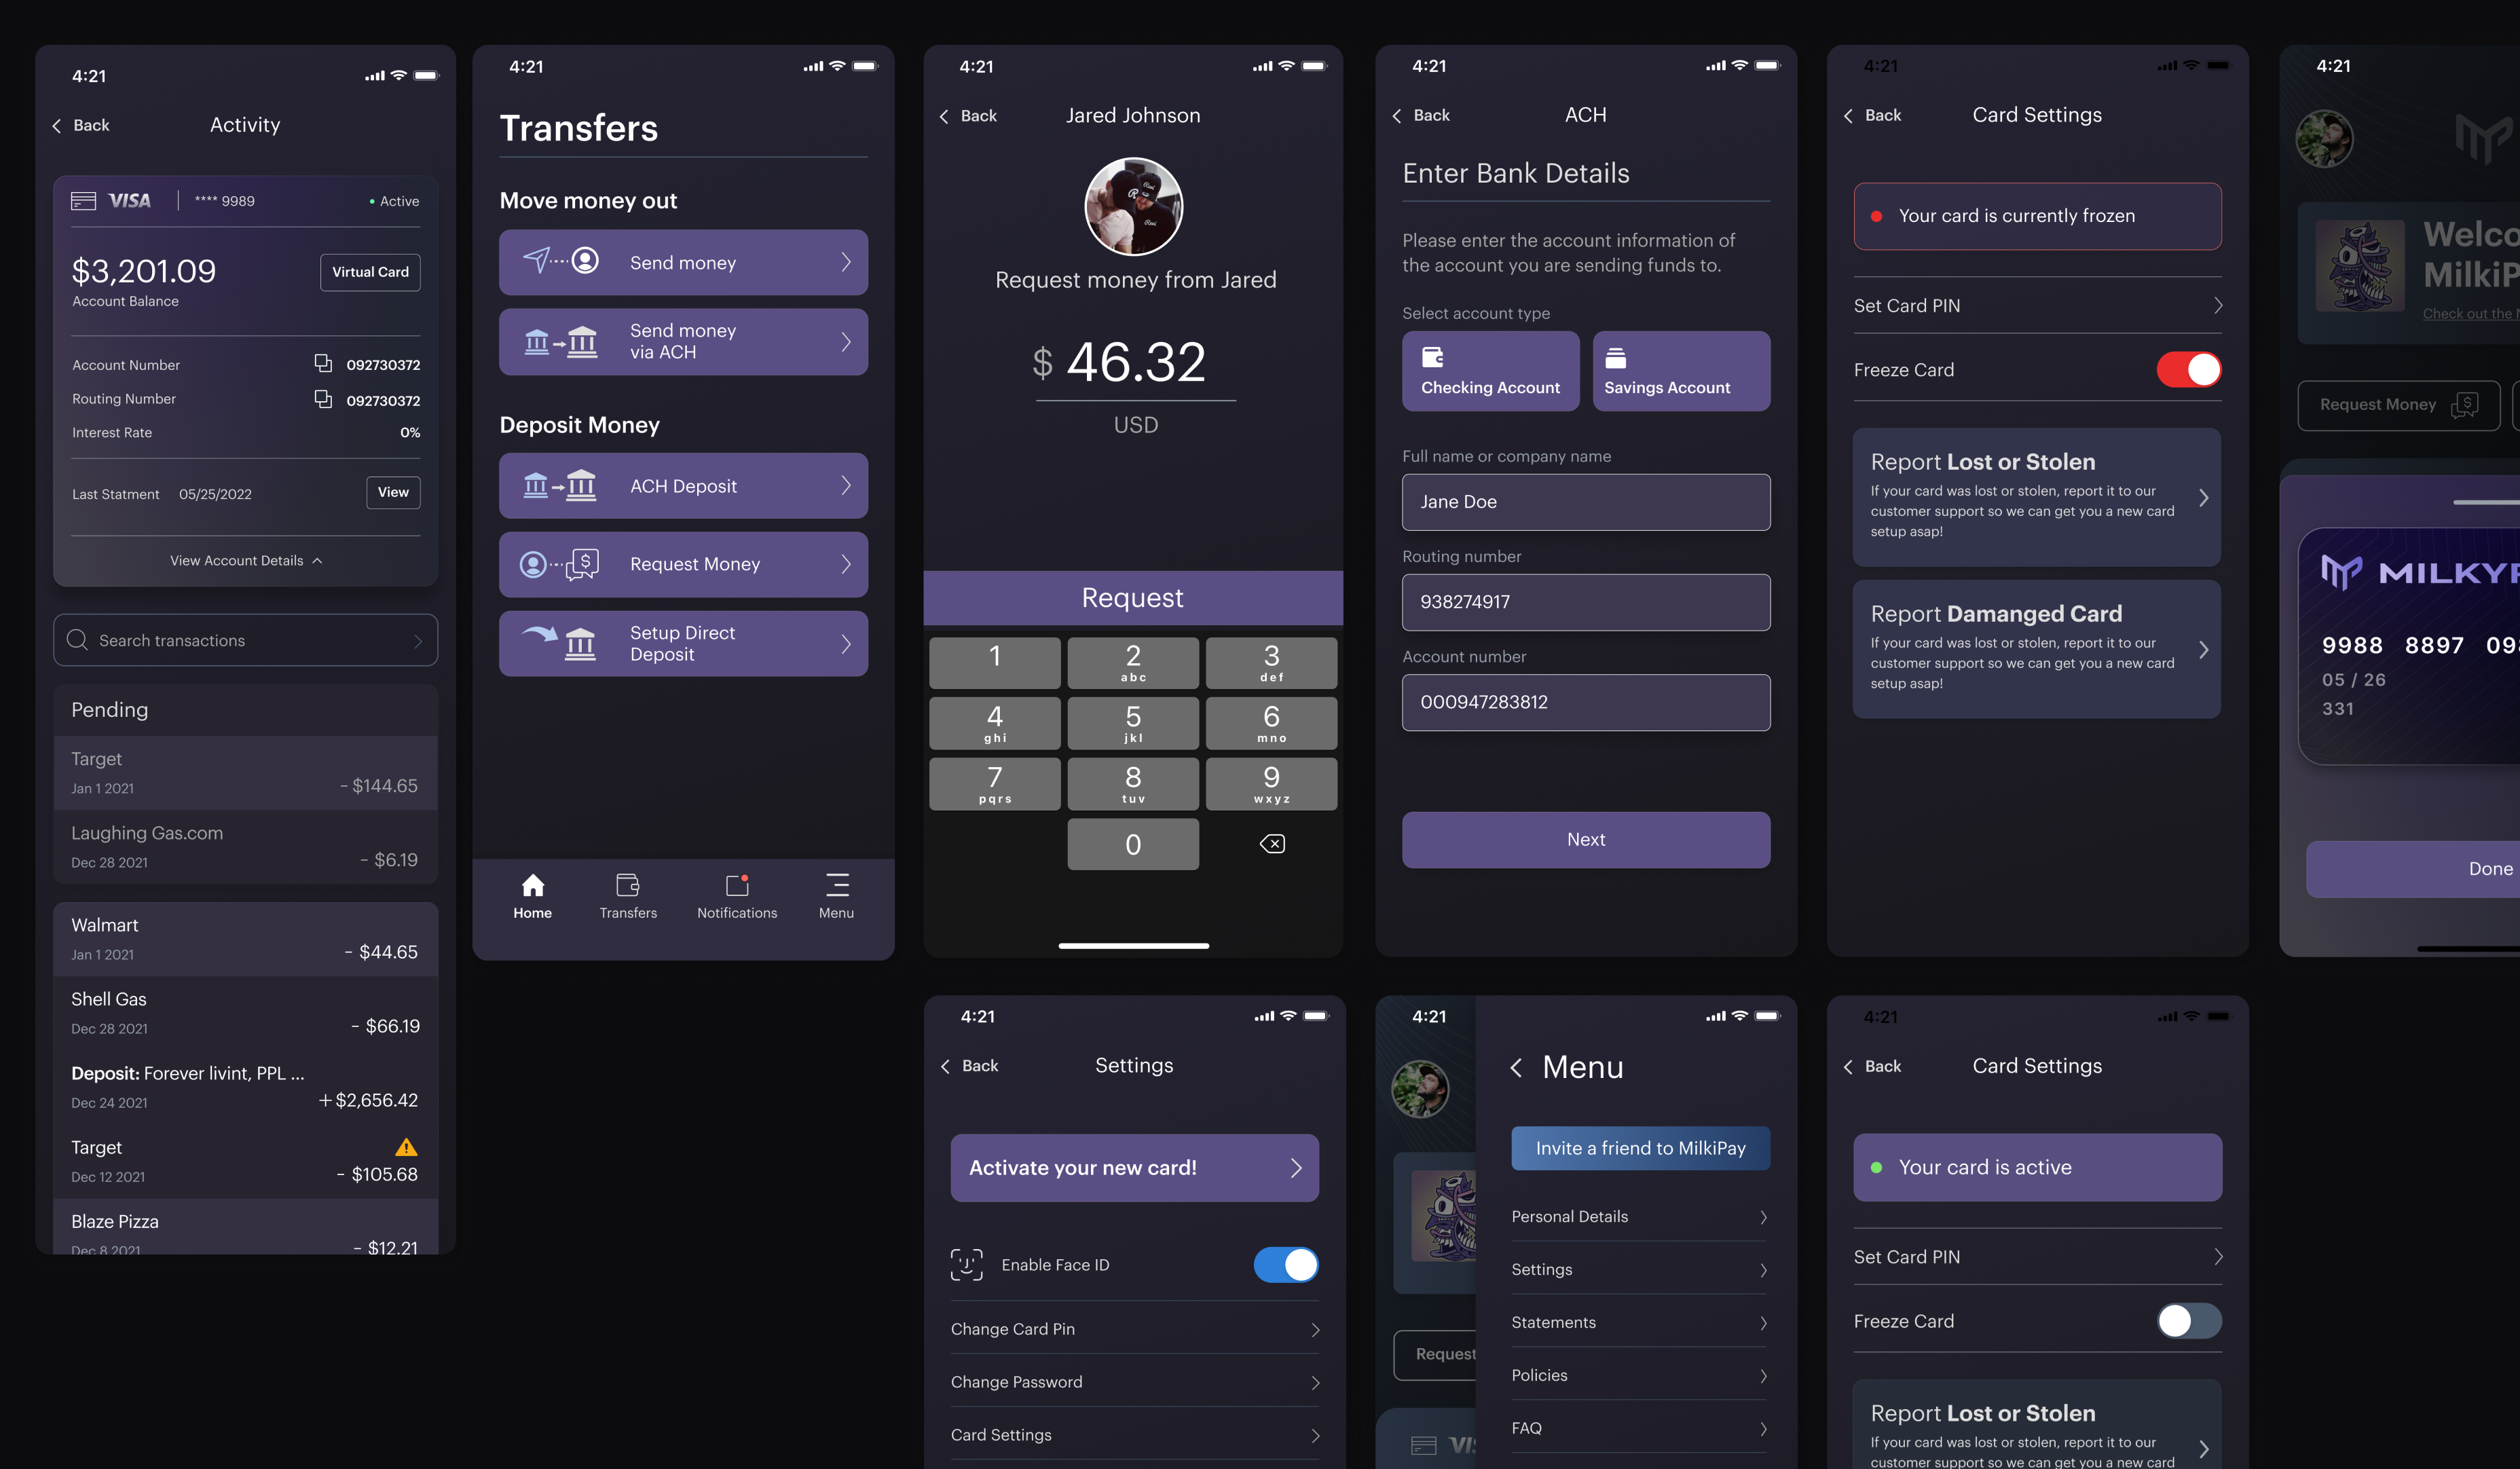 4:21
Back
Activity
VISA
**** 9989
Active
$3,201.09
Virtual Card
Account Balance
Account Number
092730372
Routing Number
092730372
Interest Rate
0%
Last Statment
05/25/2022
View
View Account Details
Search transactions
Pending
Target
Jan 1 2021
- $144.65
Laughing Gas.com
Dec 28 2021
- $6.19
Walmart
Jan 1 2021
- $44.65
Shell Gas
Dec 28 2021
- $66.19
Deposit: Forever livint, PPL ...
Dec 24 2021
+$2,656.42
Target
Dec 12 2021
- $105.68
Blaze Pizza
Dec 8 2021
- $12.21
4:21
Transfers
Move money out
Send money
Send money
via ACH
Deposit Money
ACH Deposit
Request Money
Setup Direct
Deposit
Home
Transfers
Notifications
Menu
4:21
Back
Jared Johnson
Request money from Jared
$ 46.32
USD
Request
1
2
abc
3
def
4
ghi
5
jkl
6
mno
7
pqrs
8
tuv
9
wxyz
0
4:21
Back
ACH
Enter Bank Details
Please enter the account information of
the account you are sending funds to.
Select account type
Checking Account
Savings Account
Full name or company name
Jane Doe
Routing number
938274917
Account number
000947283812
Next
4:21
Back
Card Settings
Your card is currently frozen
Set Card PIN
Freeze Card
Report Lost or Stolen
If your card was lost or stolen, report it to our
customer support so we can get you a new card
setup asap!
Report Damanged Card
If your card was lost or stolen, report it to our
customer support so we can get you a new card
setup asap!
4:21
Welco
MilkiP
Check out the
Request Money
MILKYP
9988 8897 09
05 / 26
331
Done
4:21
Back
Settings
Activate your new card!
Enable Face ID
Change Card Pin
Change Password
Card Settings
4:21
Request
VIS
Menu
Invite a friend to MilkiPay
Personal Details
Settings
Statements
Policies
FAQ
4:21
Back
Card Settings
Your card is active
Set Card PIN
Freeze Card
Report Lost or Stolen
If your card was lost or stolen, report it to our
customer support so we can get you a new card